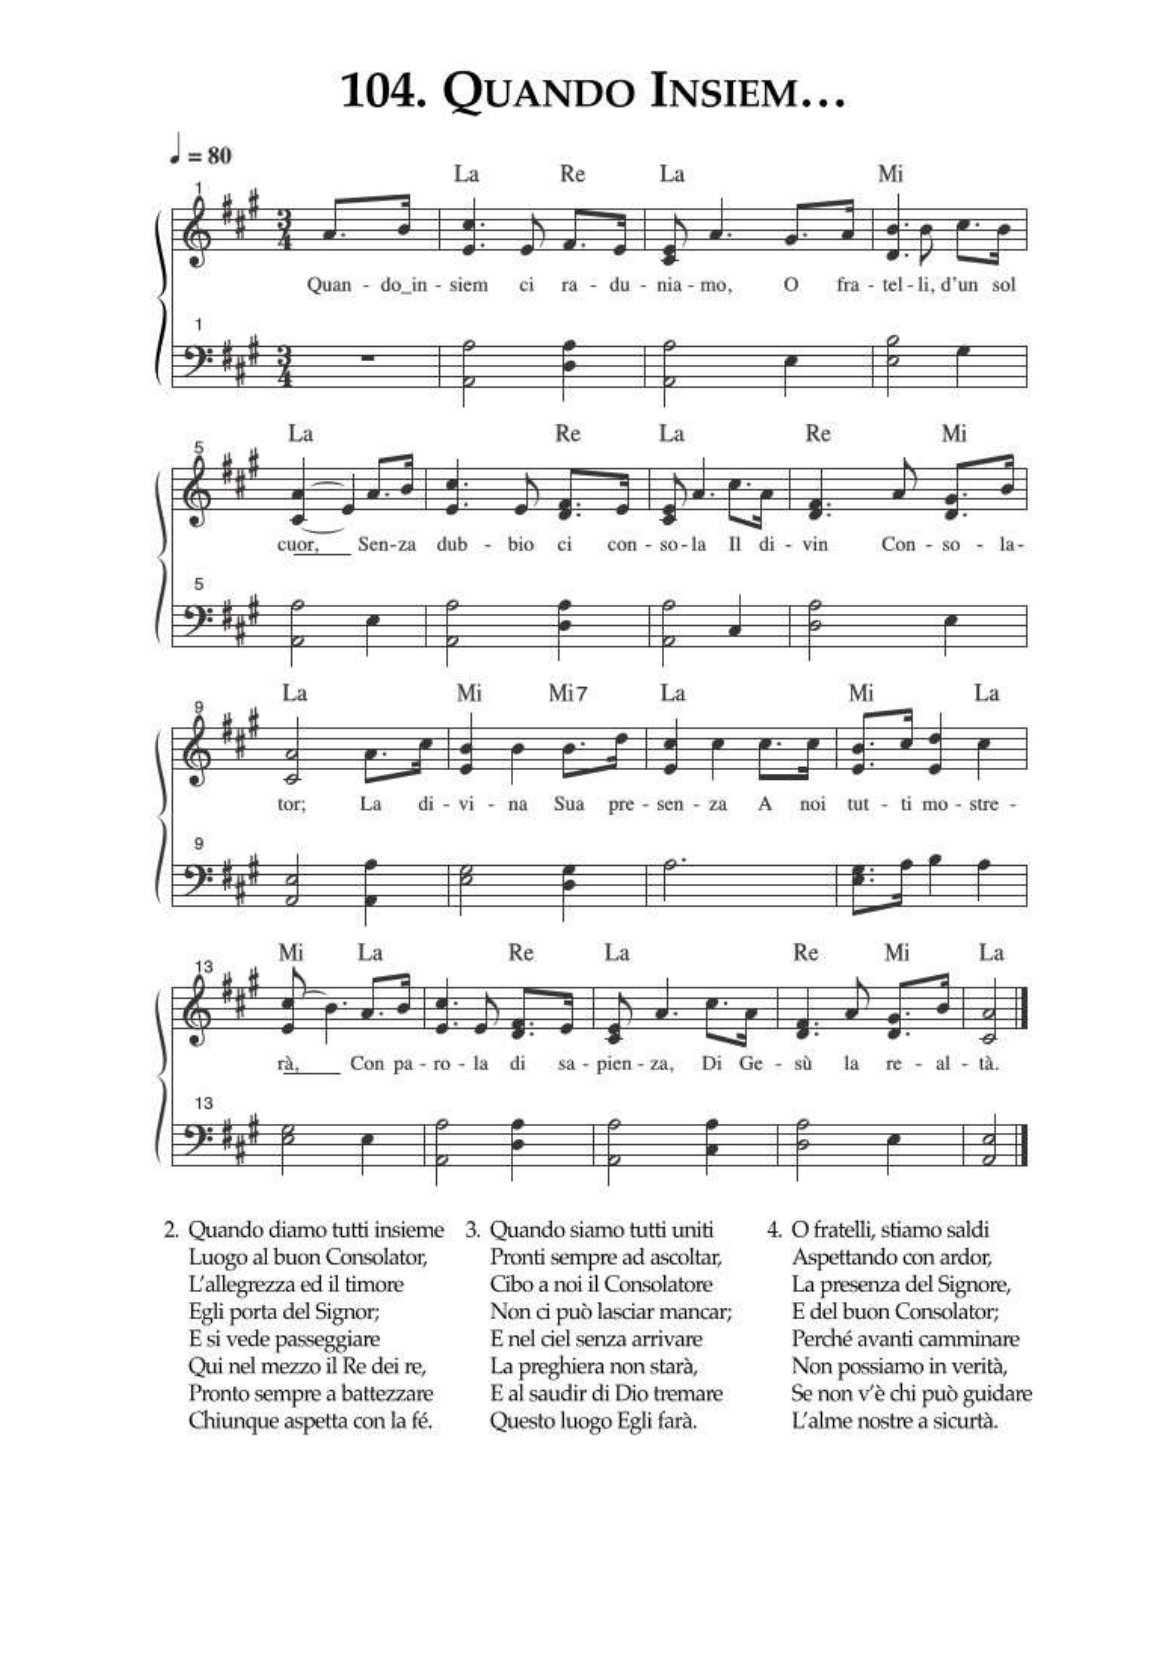 104. QUANDO INSIEM...
♩ = 80
La Re La Mi
1
3
4
Quan - do_in - siem ci ra - du - nia - mo, O fra - tel - li, d'un sol
1
3
4
La Re La Re Mi
5
cuor,____ Sen-za dub - bio ci con - so - la Il di - vin Con - so - la-
5
La Mi Mi7 La Mi La
9
tor; La di - vi - na Sua pre - sen - za A noi tut - ti mo - stre -
9
Mi La Re La Re Mi La
13
rà,____ Con pa - ro - la di sa - pien - za, Di Ge - sù la re - al - tà.
13
2. Quando diamo tutti insieme
Luogo al buon Consolator,
L'allegrezza ed il timore
Egli porta del Signor;
E si vede passeggiare
Qui nel mezzo il Re dei re,
Pronto sempre a battezzare
Chiunque aspetta con la fé.
3. Quando siamo tutti uniti
Pronti sempre ad ascoltar,
Cibo a noi il Consolatore
Non ci può lasciar mancar;
E nel ciel senza arrivare
La preghiera non starà,
E al saudir di Dio tremare
Questo luogo Egli farà.
4. O fratelli, stiamo saldi
Aspettando con ardor,
La presenza del Signore,
E del buon Consolator;
Perché avanti camminare
Non possiamo in verità,
Se non v'è chi può guidare
L'alme nostre a sicurtà.